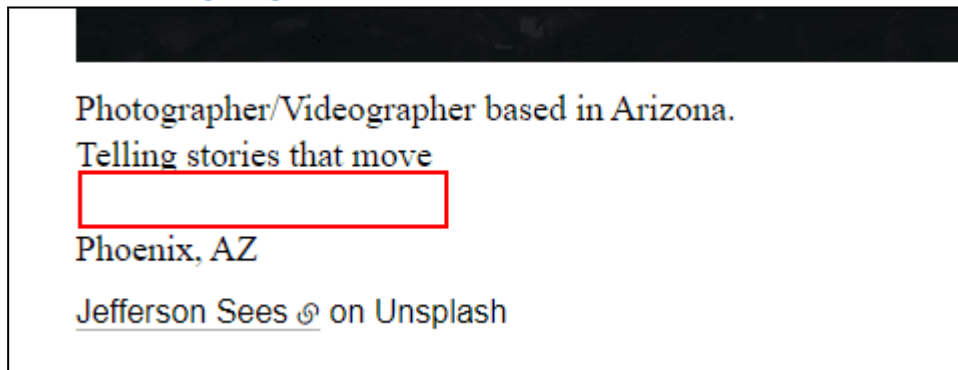 Photographer/Videographer based in Arizona.
Telling stories that move
Phoenix, AZ
Jefferson Sees on Unsplash